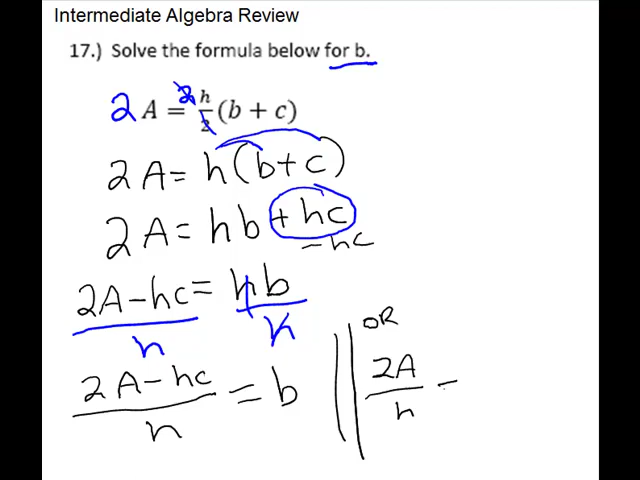 Intermediate Algebra Review
17.) Solve the formula below for b.
2 A = 2 h/2 (b + c)
2A = h(b+c)
2A = hb + hc
- hc
2A - hc = hb
h h
2A - hc / h = b
OR
2A / h -